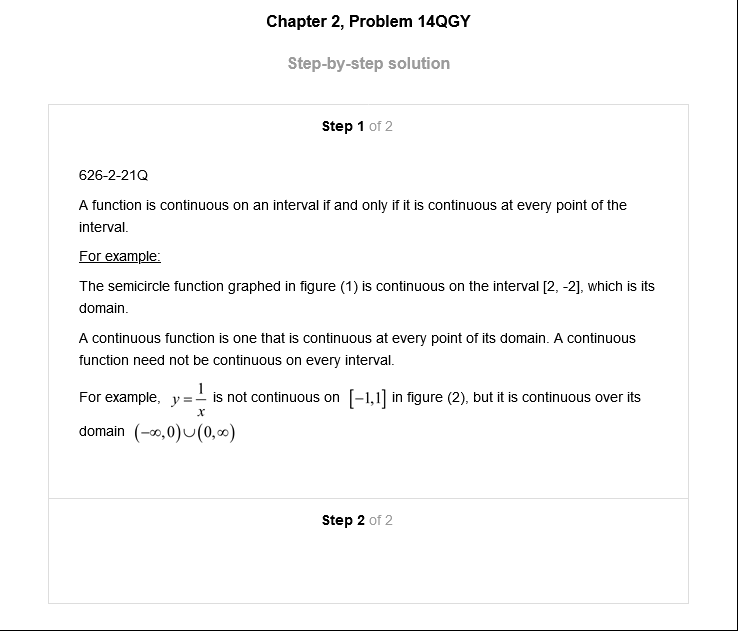 Chapter 2, Problem 14QGY
Step-by-step solution
Step 1 of 2
626-2-21Q
A function is continuous on an interval if and only if it is continuous at every point of the
interval.
For example:
The semicircle function graphed in figure (1) is continuous on the interval [2, -2], which is its
domain.
A continuous function is one that is continuous at every point of its domain. A continuous
function need not be continuous on every interval.
For example, y = 1/x is not continuous on [−1,1] in figure (2), but it is continuous over its
domain (−∞,0)∪(0,∞)
Step 2 of 2